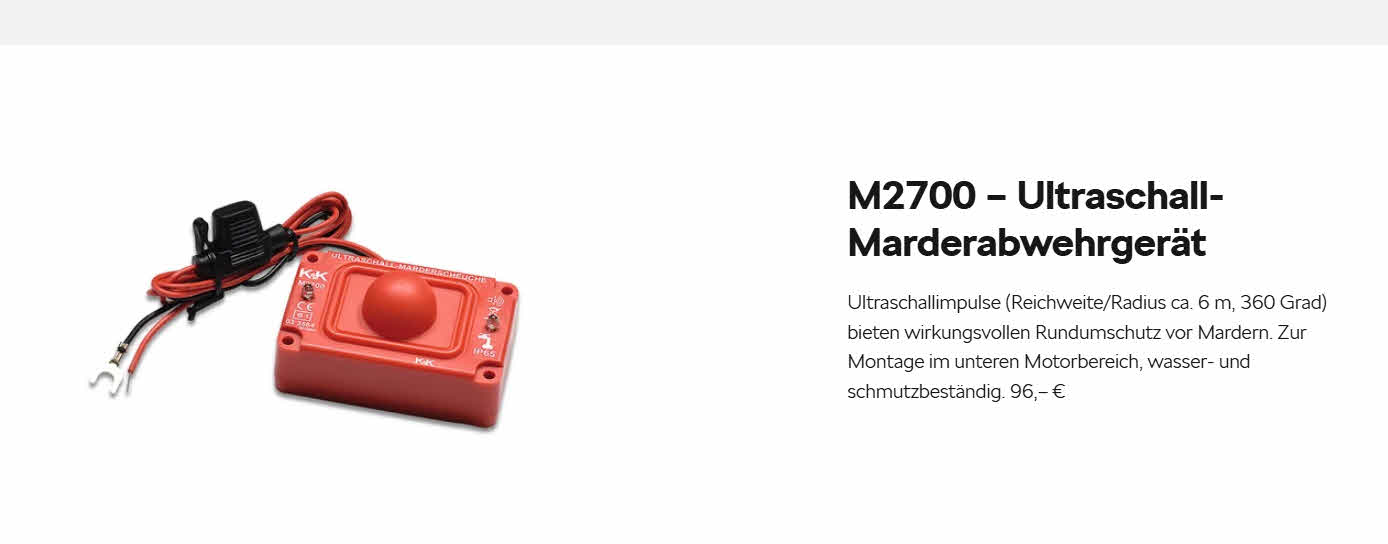 M2700 – Ultraschall-
Marderabwehrgerät
Ultraschallimpulse (Reichweite/Radius ca. 6 m, 360 Grad)
bieten wirkungsvollen Rundumschutz vor Mardern. Zur
Montage im unteren Motorbereich, wasser- und
schmutzbeständig. 96,– €
ULTRASCHALL-MARDERSCHEUCHE
K&K
CE
IP65
K&K